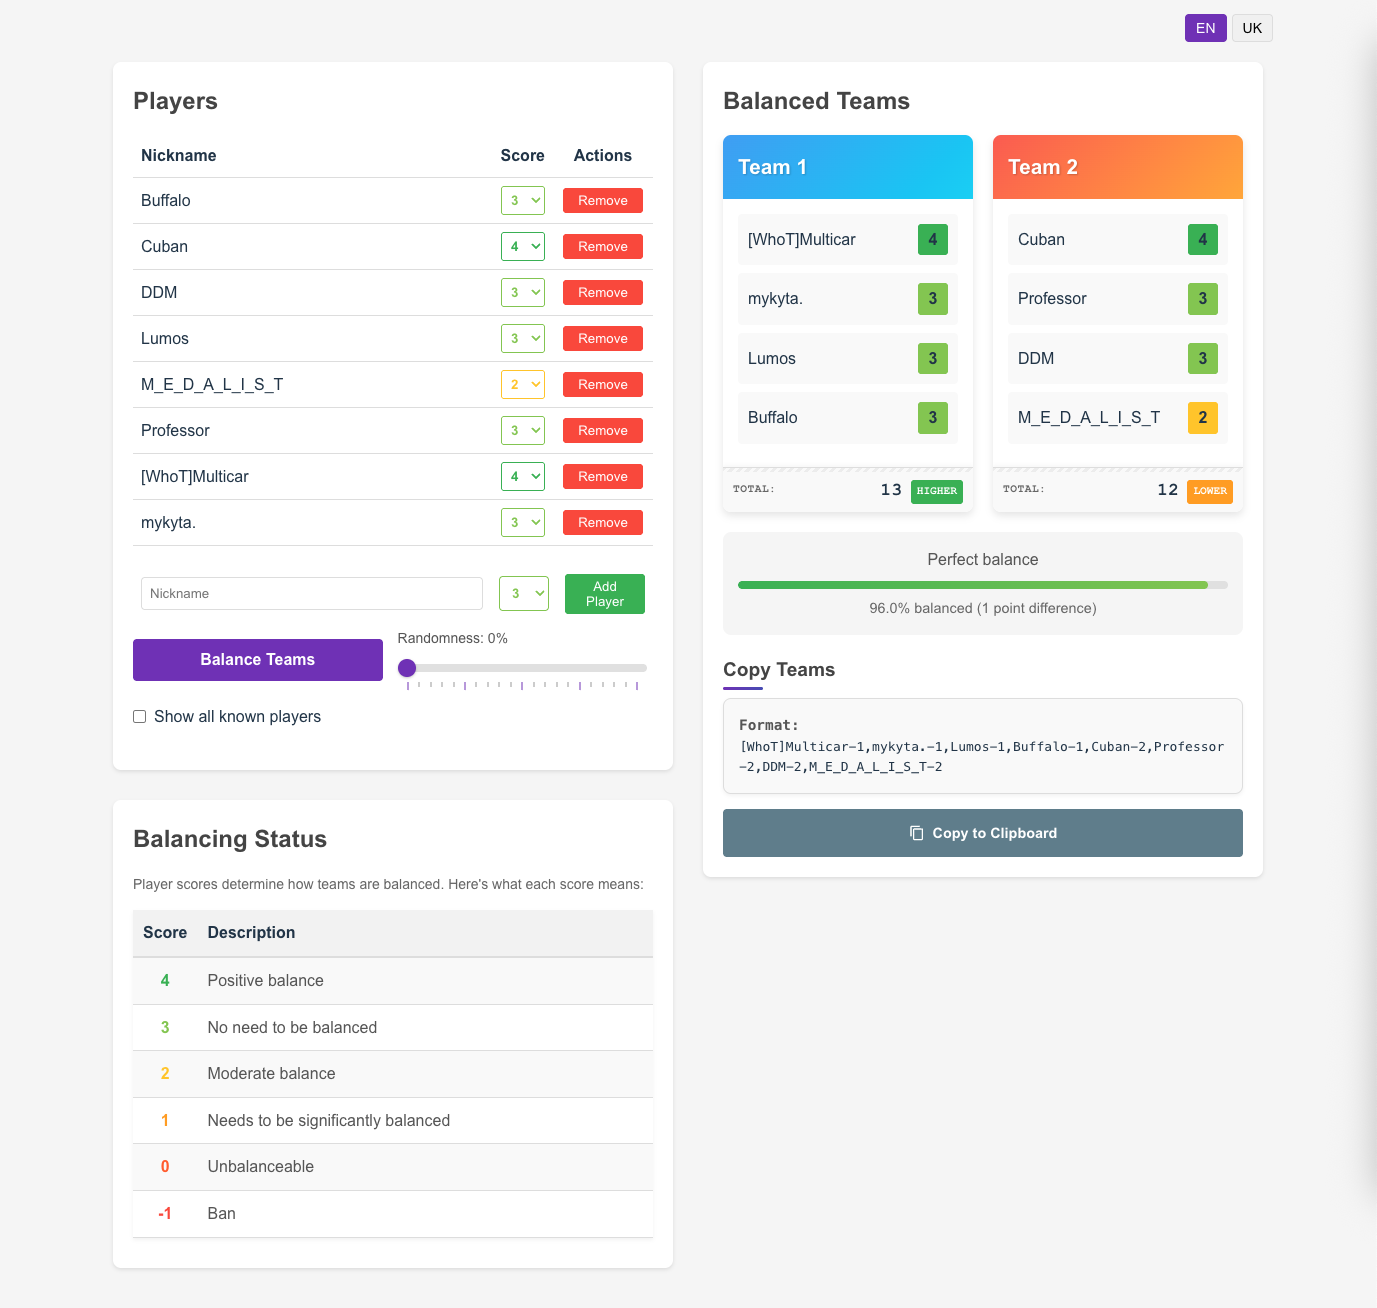 EN UK
Players
Nickname Score Actions
Buffalo 3 Remove
Cuban 4 Remove
DDM 3 Remove
Lumos 3 Remove
M_E_D_A_L_I_S_T 2 Remove
Professor 3 Remove
[WhoT]Multicar 4 Remove
mykyta. 3 Remove
Nickname 3 Add Player
Randomness: 0%
Balance Teams
Show all known players
Balancing Status
Player scores determine how teams are balanced. Here's what each score means:
Score Description
4 Positive balance
3 No need to be balanced
2 Moderate balance
1 Needs to be significantly balanced
0 Unbalanceable
-1 Ban
Balanced Teams
Team 1
[WhoT]Multicar 4
mykyta. 3
Lumos 3
Buffalo 3
TOTAL: 13 HIGHER
Team 2
Cuban 4
Professor 3
DDM 3
M_E_D_A_L_I_S_T 2
TOTAL: 12 LOWER
Perfect balance
96.0% balanced (1 point difference)
Copy Teams
Format:
[WhoT]Multicar-1,mykyta.-1,Lumos-1,Buffalo-1,Cuban-2,Professor
-2,DDM-2,M_E_D_A_L_I_S_T-2
Copy to Clipboard